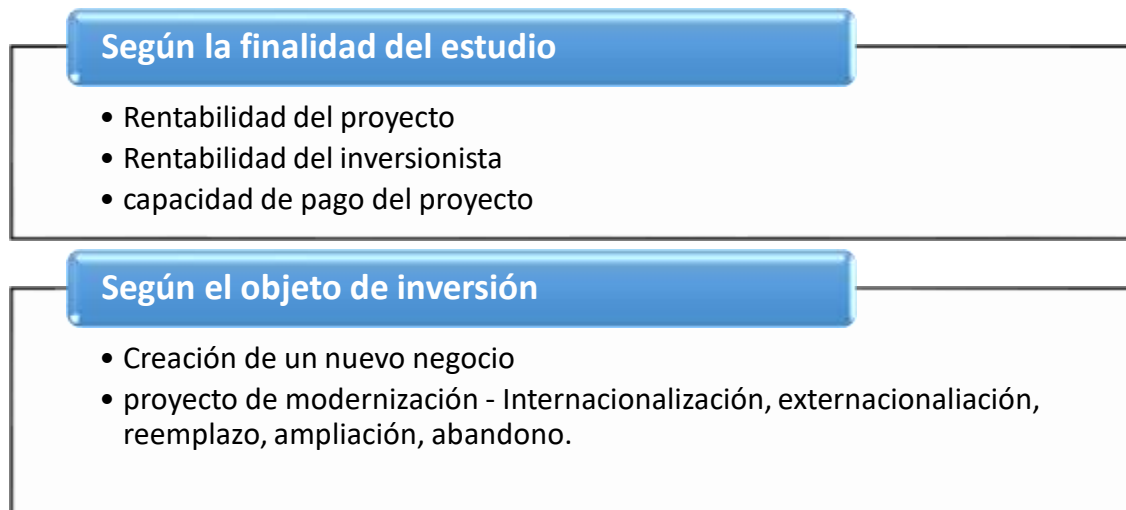 Según la finalidad del estudio
• Rentabilidad del proyecto
• Rentabilidad del inversionista
• capacidad de pago del proyecto
Según el objeto de inversión
• Creación de un nuevo negocio
• proyecto de modernización - Internacionalización, externacionaliación,
reemplazo, ampliación, abandono.